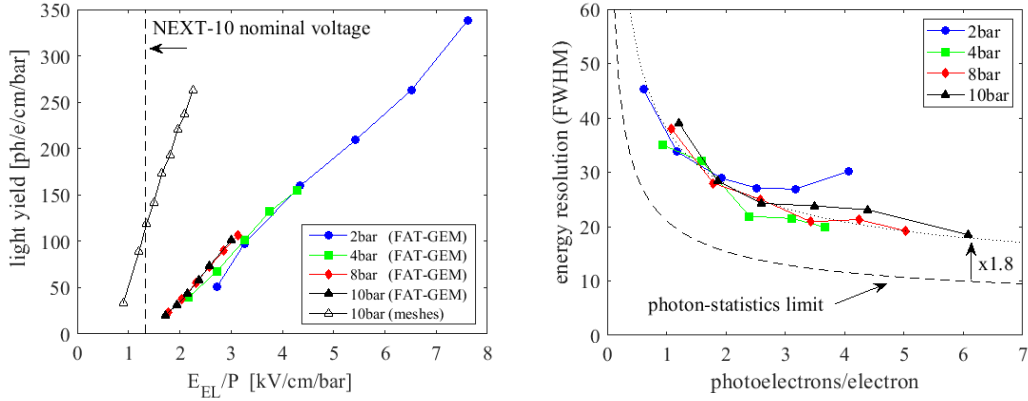 NEXT-10 nominal voltage
light yield [ph/e/cm/bar]
350
300
250
200
150
100
50
0
0 1 2 3 4 5 6 7 8
E_EL/P [kV/cm/bar]
2bar (FAT-GEM)
4bar (FAT-GEM)
8bar (FAT-GEM)
10bar (FAT-GEM)
10bar (meshes)
energy resolution (FWHM)
60
50
40
30
20
10
0
0 1 2 3 4 5 6 7
photoelectrons/electron
2bar
4bar
8bar
10bar
x1.8
photon-statistics limit